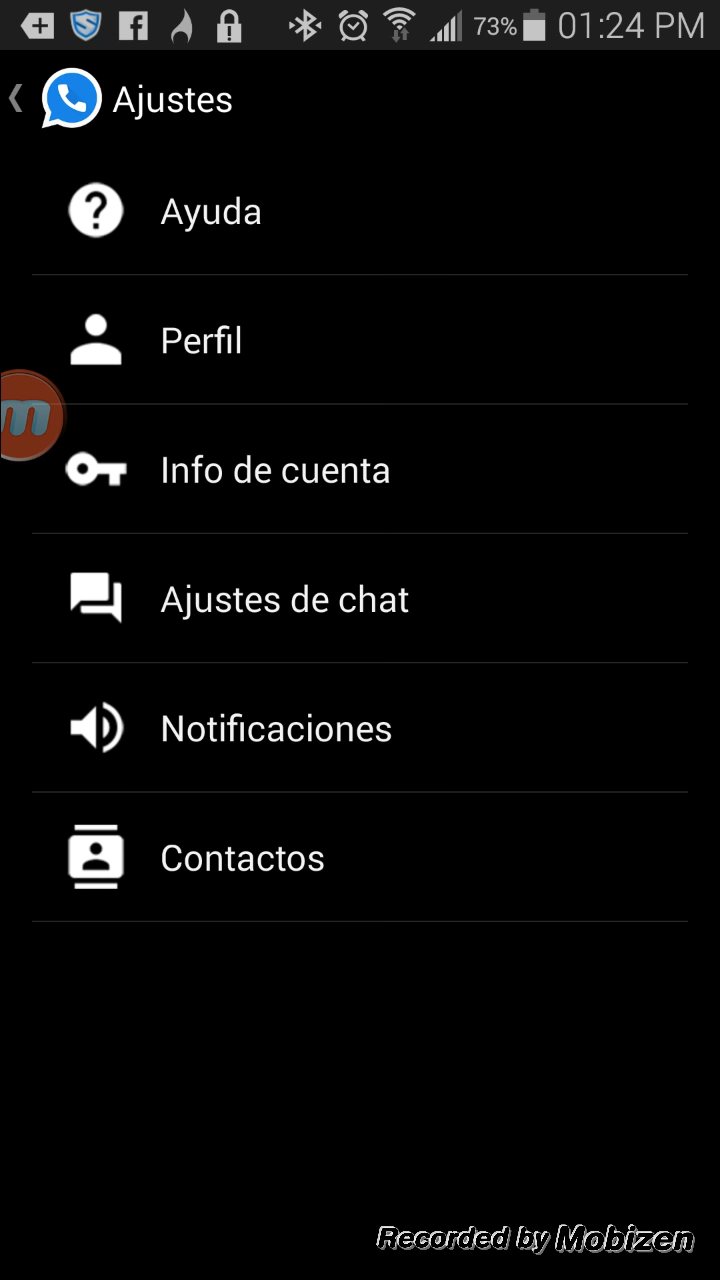 73% 01:24 PM
Ajustes
Ayuda
Perfil
Info de cuenta
Ajustes de chat
Notificaciones
Contactos
Recorded by Mobizen